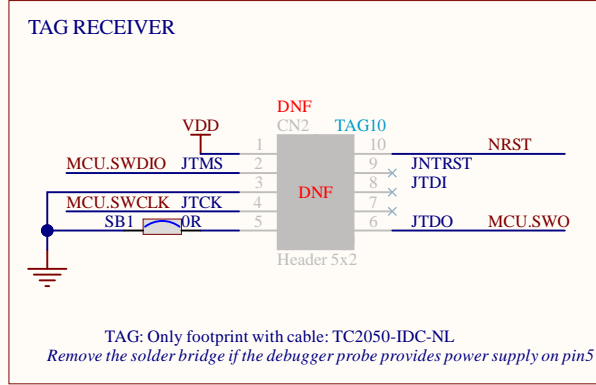 TAG RECEIVER
DNF
VDD CN2 TAG10
1 10 NRST
MCU.SWDIO JTMS 2 9 JNTRST
3 DNF 8 JTDI
MCU.SWCLK JTCK 4 7
SB1 0R 5 6 JTDO MCU.SWO
Header 5x2
TAG: Only footprint with cable: TC2050-IDC-NL
Remove the solder bridge if the debugger probe provides power supply on pin5